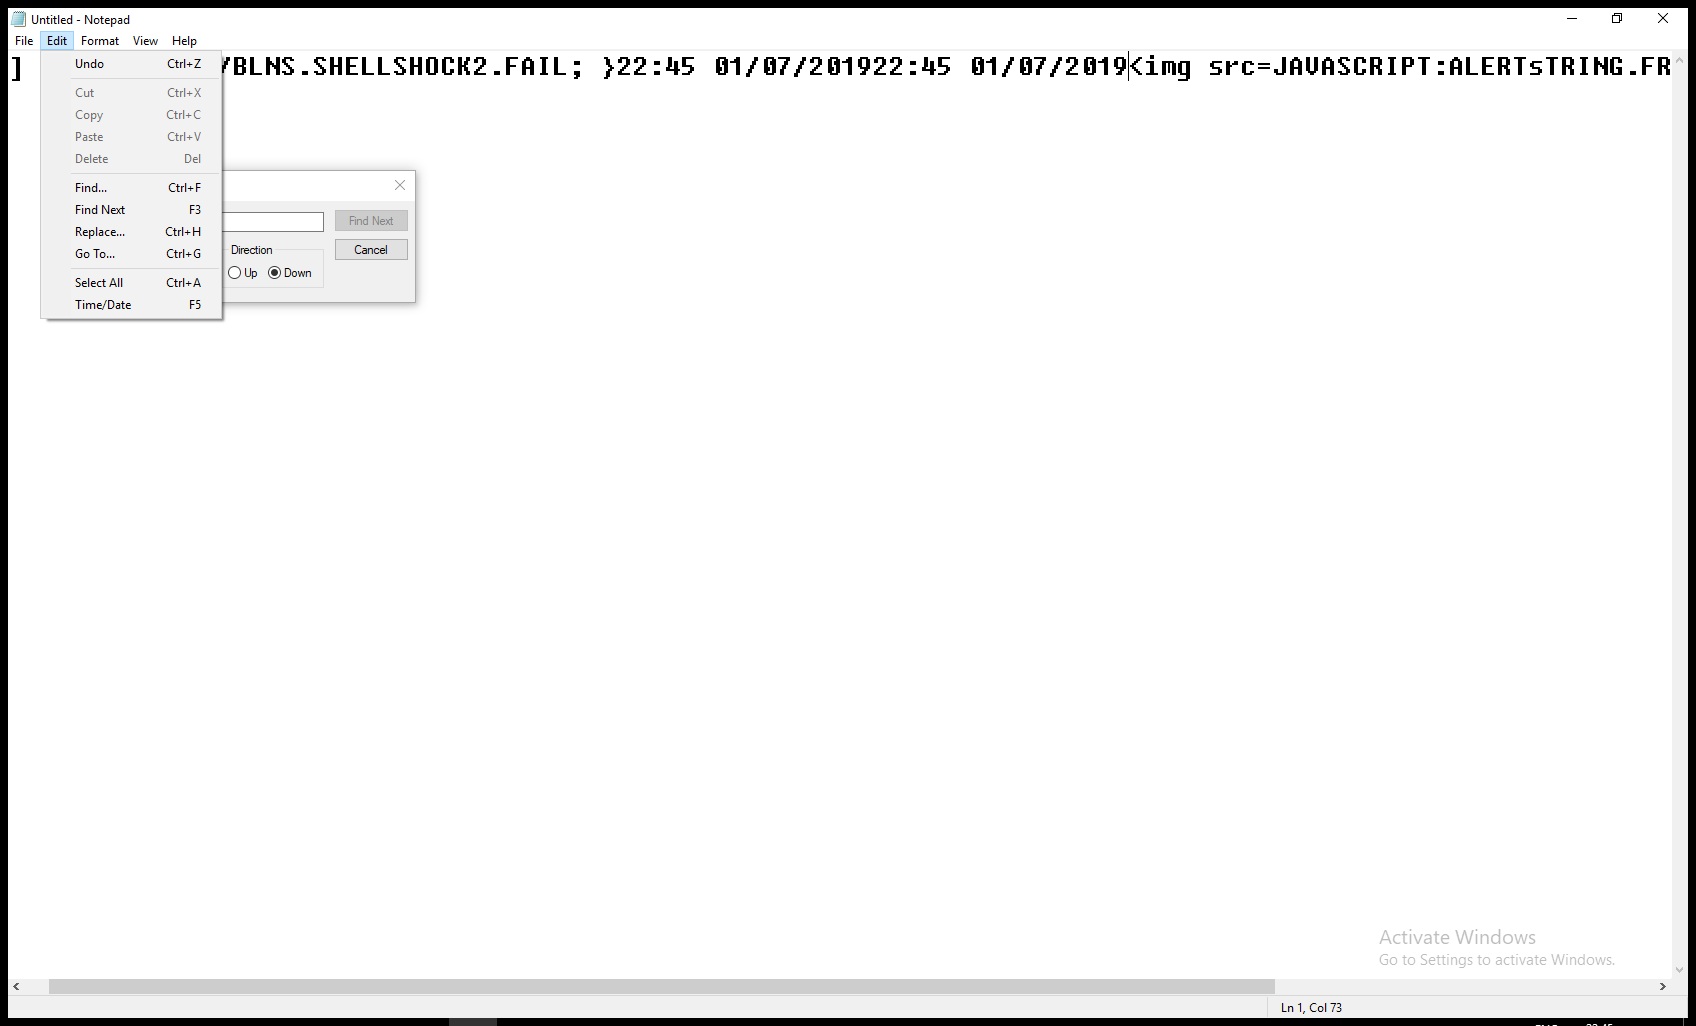 Untitled - Notepad
File Edit Format View Help
] /BLNS.SHELLSHOCK2.FAIL; }22:45 01/07/201922:45 01/07/2019<img src=JAVASCRIPT:ALERTsTRING.FR
Undo Ctrl+Z
Cut Ctrl+X
Copy Ctrl+C
Paste Ctrl+V
Delete Del
Find... Ctrl+F
Find Next F3
Replace... Ctrl+H
Go To... Ctrl+G
Select All Ctrl+A
Time/Date F5
Find Next
Direction
Cancel
Up Down
Activate Windows
Go to Settings to activate Windows.
Ln 1, Col 73